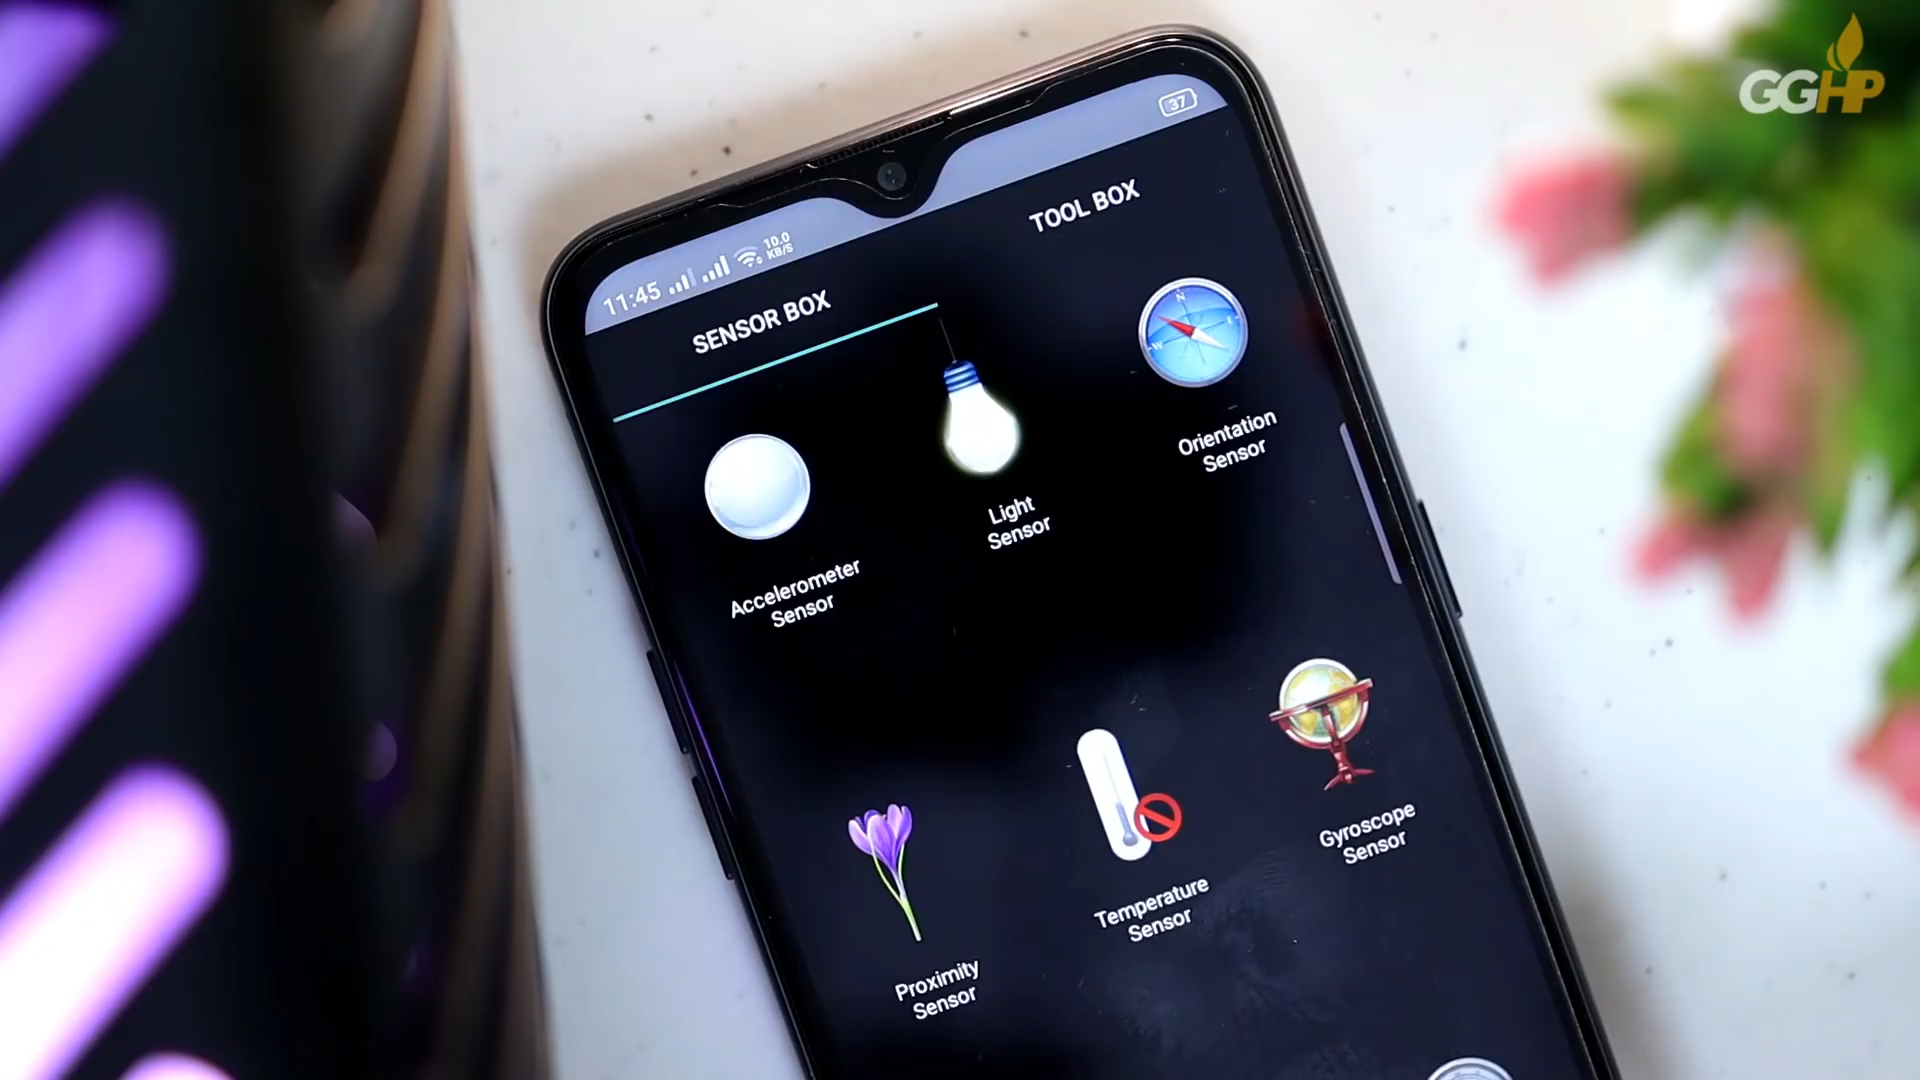 GGHP
37
11:45
10.0
KB/S
SENSOR BOX
TOOL BOX
Accelerometer
Sensor
Light
Sensor
N
W
E
Orientation
Sensor
Proximity
Sensor
Temperature
Sensor
Gyroscope
Sensor